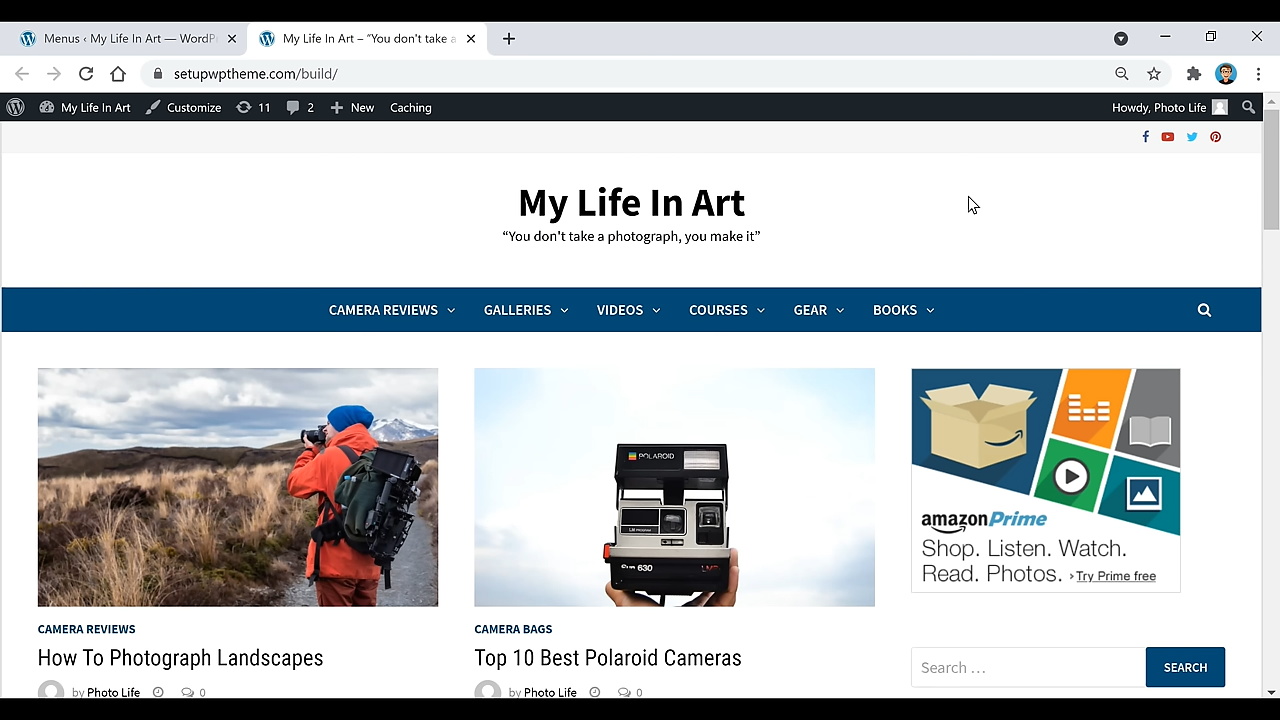 Menus ‹ My Life In Art — WordP
My Life In Art – “You don't take a
setupwptheme.com/build/
My Life In Art Customize 11 2 New Caching Howdy, Photo Life
My Life In Art
“You don't take a photograph, you make it”
CAMERA REVIEWS GALLERIES VIDEOS COURSES GEAR BOOKS
POLAROID
Sun 630 LMS
amazonPrime
Shop. Listen. Watch.
Read. Photos. › Try Prime free
CAMERA REVIEWS
How To Photograph Landscapes
by Photo Life 0
CAMERA BAGS
Top 10 Best Polaroid Cameras
by Photo Life 0
Search …
SEARCH